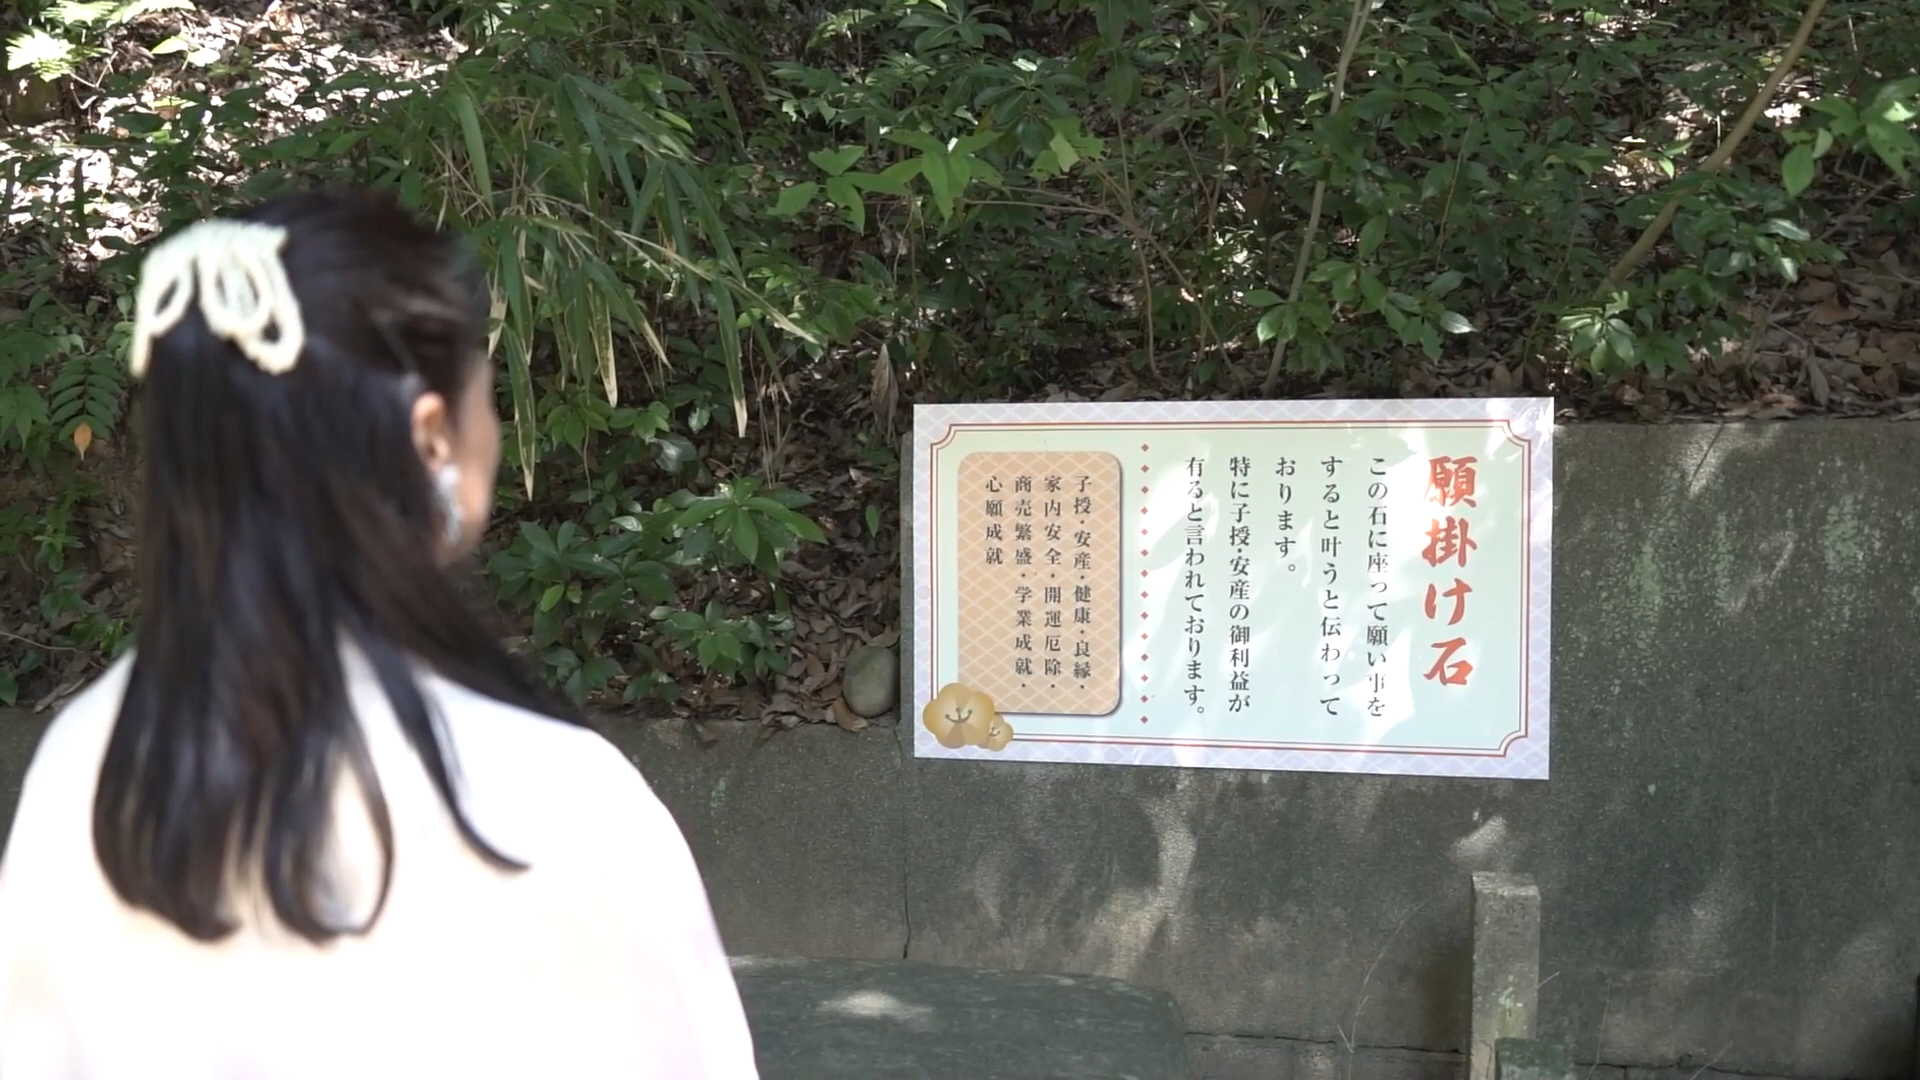 願掛け石
この石に座って願い事を
すると叶うと伝わって
おります。
特に子授・安産の御利益が
有ると言われております。
子授・安産・健康・良縁・
家内安全・開運厄除・
商売繁盛・学業成就・
心願成就